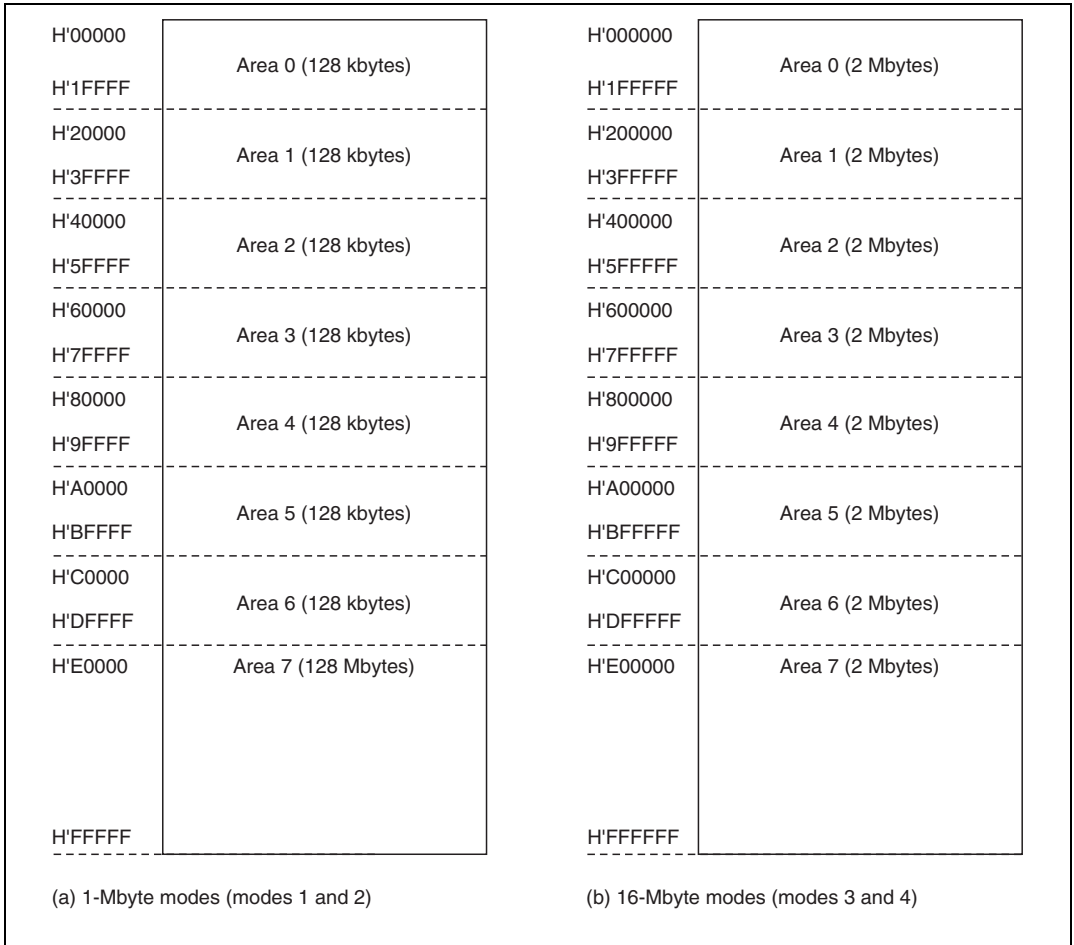 H'00000
Area 0 (128 kbytes)
H'1FFFF
H'20000
Area 1 (128 kbytes)
H'3FFFF
H'40000
Area 2 (128 kbytes)
H'5FFFF
H'60000
Area 3 (128 kbytes)
H'7FFFF
H'80000
Area 4 (128 kbytes)
H'9FFFF
H'A0000
Area 5 (128 kbytes)
H'BFFFF
H'C0000
Area 6 (128 kbytes)
H'DFFFF
H'E0000
Area 7 (128 Mbytes)
H'FFFFF
(a) 1-Mbyte modes (modes 1 and 2)
H'000000
Area 0 (2 Mbytes)
H'1FFFFF
H'200000
Area 1 (2 Mbytes)
H'3FFFFF
H'400000
Area 2 (2 Mbytes)
H'5FFFFF
H'600000
Area 3 (2 Mbytes)
H'7FFFFF
H'800000
Area 4 (2 Mbytes)
H'9FFFFF
H'A00000
Area 5 (2 Mbytes)
H'BFFFFF
H'C00000
Area 6 (2 Mbytes)
H'DFFFFF
H'E00000
Area 7 (2 Mbytes)
H'FFFFFF
(b) 16-Mbyte modes (modes 3 and 4)